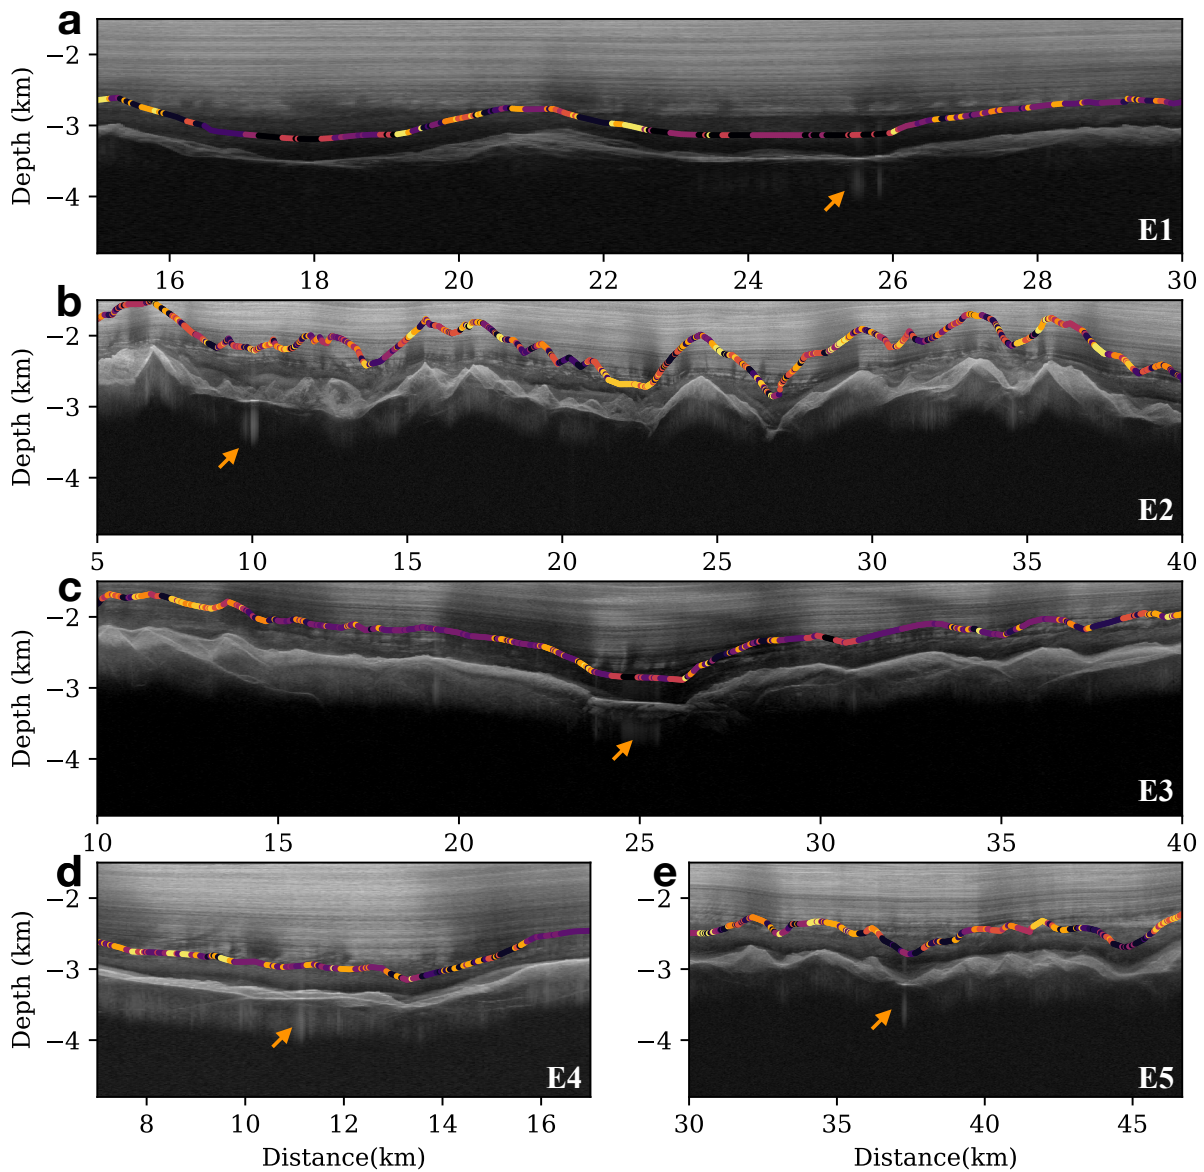 a
Depth (km)
−2
−3
−4
E1
16 18 20 22 24 26 28 30
b
Depth (km)
−2
−3
−4
E2
5 10 15 20 25 30 35 40
c
Depth (km)
−2
−3
−4
E3
10 15 20 25 30 35 40
d
Depth (km)
−2
−3
−4
E4
8 10 12 14 16
Distance(km)
e
−2
−3
−4
E5
30 35 40 45
Distance(km)